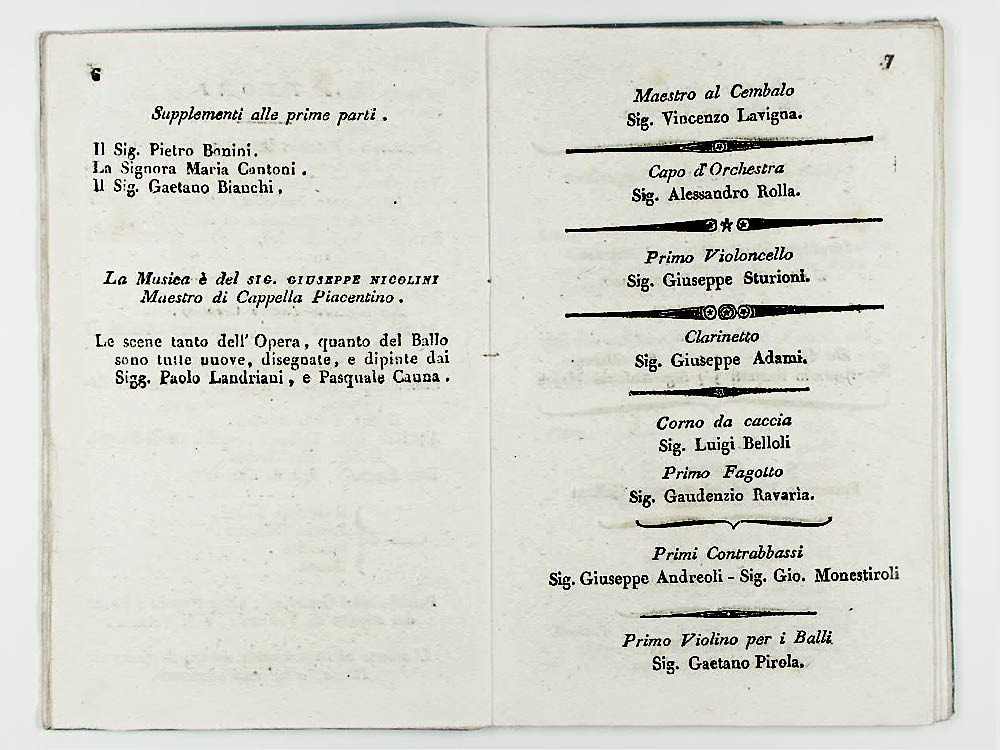 6
Supplementi alle prime parti .
Il Sig. Pietro Bonini.
La Signora Maria Cantoni .
Il Sig. Gaetano Bianchi .
La Musica è del SIG. GIUSEPPE NICOLINI
Maestro di Cappella Piacentino .
Le scene tanto dell' Opera , quanto del Ballo
sono tutte nuove, disegnate, e dipinte dai
Sigg. Paolo Landriani , e Pasquale Canna .
7
Maestro al Cembalo
Sig. Vincenzo Lavigna.
Capo d'Orchestra
Sig. Alessandro Rolla.
Primo Violoncello
Sig. Giuseppe Sturioni.
Clarinetto
Sig. Giuseppe Adami.
Corno da caccia
Sig. Luigi Belloli
Primo Fagotto
Sig. Gaudenzio Ravarìa.
Primi Contrabbassi
Sig. Giuseppe Andreoli - Sig. Gio. Monestiroli
Primo Violino per i Balli
Sig. Gaetano Pirola.